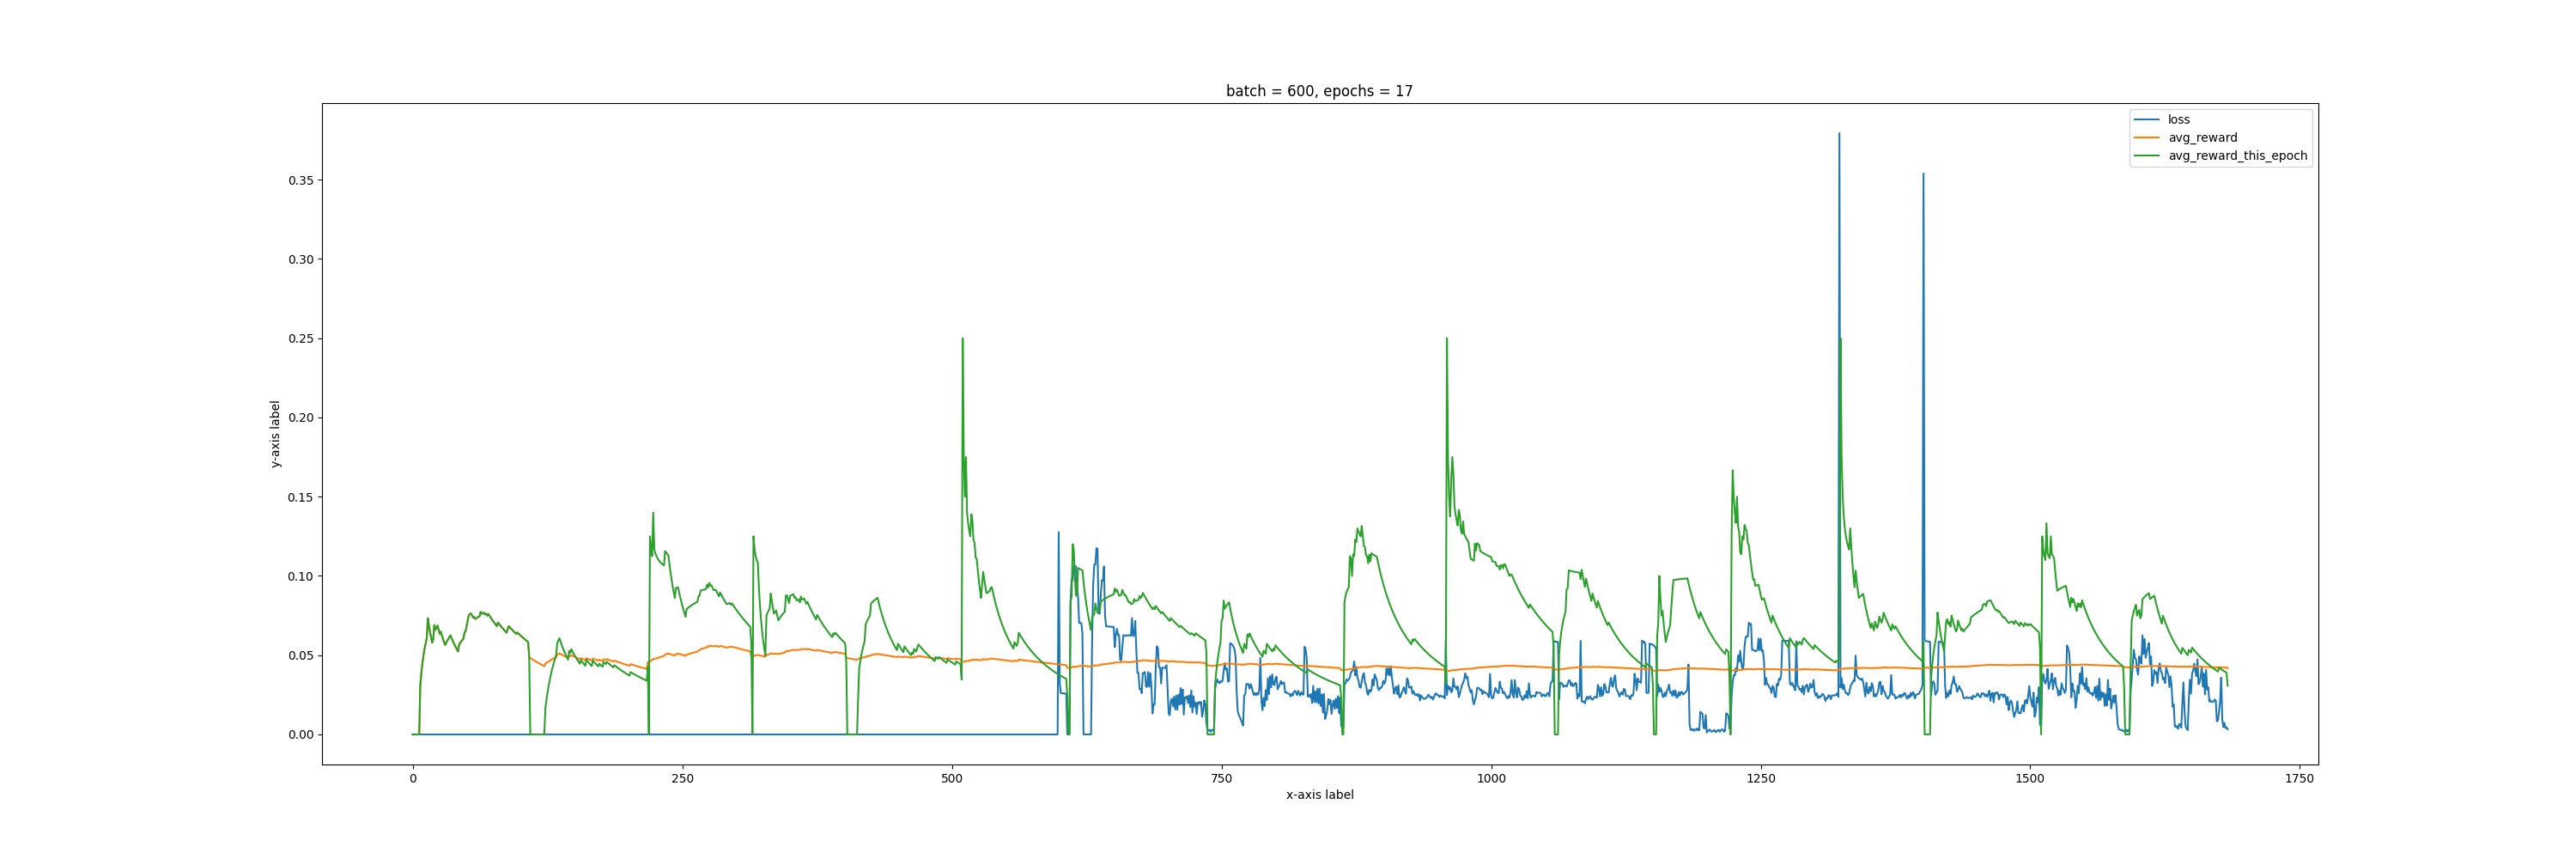 batch = 600, epochs = 17
loss
avg_reward
avg_reward_this_epoch
y-axis label
0.35
0.30
0.25
0.20
0.15
0.10
0.05
0.00
0 250 500 750 1000 1250 1500 1750
x-axis label